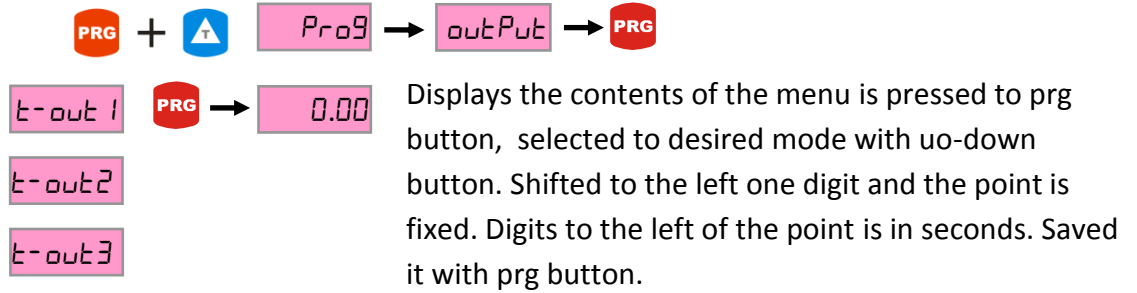 PRG + T Prog → outPut → PRG
t-out 1 PRG → 0.00
t-out2
t-out3
Displays the contents of the menu is pressed to prg
button, selected to desired mode with uo-down
button. Shifted to the left one digit and the point is
fixed. Digits to the left of the point is in seconds. Saved
it with prg button.